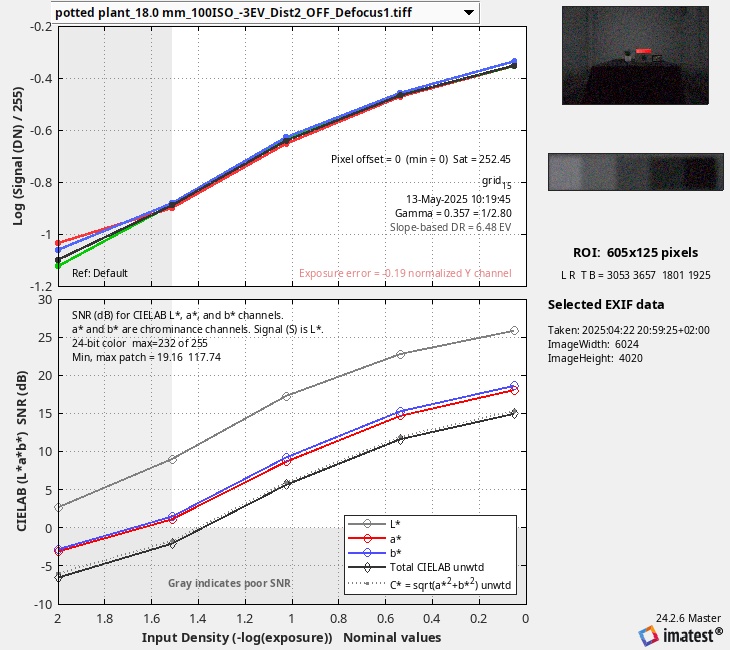 potted plant_18.0 mm_100ISO_-3EV_Dist2_OFF_Defocus1.tiff
Log (Signal (DN) / 255)
-0.2
-0.4
-0.6
-0.8
-1
-1.2
Pixel offset = 0 (min = 0) Sat = 252.45
grid_15
13-May-2025 10:19:45
Gamma = 0.357 = 1/2.80
Slope-based DR = 6.48 EV
Ref: Default
Exposure error = -0.19 normalized Y channel
CIELAB (L*a*b*) SNR (dB)
30
25
20
15
10
5
0
-5
-10
SNR (dB) for CIELAB L*, a*, and b* channels.
a* and b* are chrominance channels. Signal (S) is L*.
24-bit color max=232 of 255
Min, max patch = 19.16 117.74
L*
a*
b*
Total CIELAB unwtd
C* = sqrt(a*2+b*2) unwtd
Gray indicates poor SNR
2 1.8 1.6 1.4 1.2 1 0.8 0.6 0.4 0.2 0
Input Density (-log(exposure)) Nominal values
ROI: 605x125 pixels
L R T B = 3053 3657 1801 1925
Selected EXIF data
Taken: 2025:04:22 20:59:25+02:00
ImageWidth: 6024
ImageHeight: 4020
24.2.6 Master
imatest®